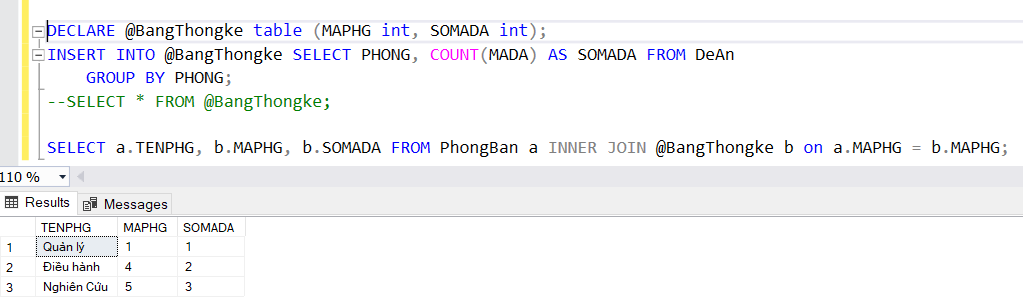 DECLARE @BangThongke table (MAPHG int, SOMADA int);
INSERT INTO @BangThongke SELECT PHONG, COUNT(MADA) AS SOMADA FROM DeAn
GROUP BY PHONG;
--SELECT * FROM @BangThongke;
SELECT a.TENPHG, b.MAPHG, b.SOMADA FROM PhongBan a INNER JOIN @BangThongke b on a.MAPHG = b.MAPHG;
110 %
Results Messages
TENPHG MAPHG SOMADA
1 Quản lý 1 1
2 Điều hành 4 2
3 Nghiên Cứu 5 3